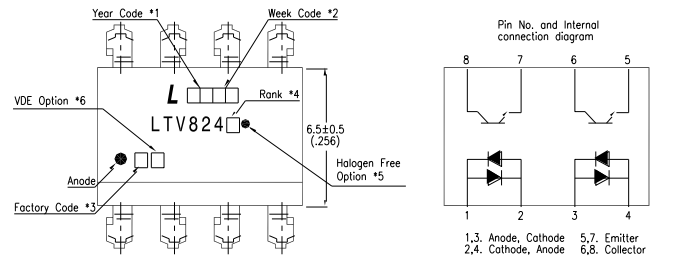 Year Code *1
Week Code *2
L
Rank *4
VDE Option *6
LTV824
6.5±0.5
(.256)
Halogen Free
Option *5
Anode
Factory Code *3
Pin No. and Internal
connection diagram
8 7 6 5
1 2 3 4
1,3. Anode, Cathode 5,7. Emitter
2,4. Cathode, Anode 6,8. Collector